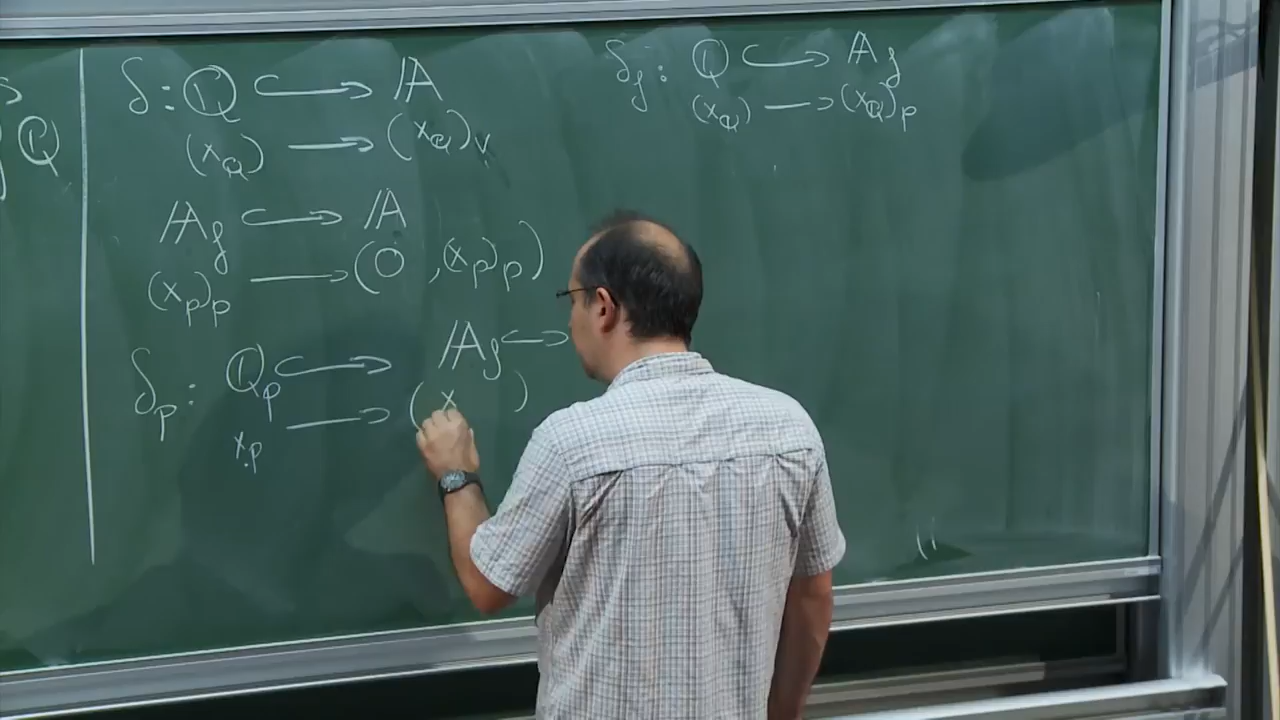 Q
δ : ℚ ↪ 𝔸
(x_ℚ) → (x_ℚ)_v
𝔸_f ↪ 𝔸
(x_p)_p → (0, (x_p)_p)
δ_p : ℚ_p ↪ 𝔸_f ↪
x_p → (x )
δ_f : ℚ ↪ 𝔸_f
(x_ℚ) → (x_ℚ)_p